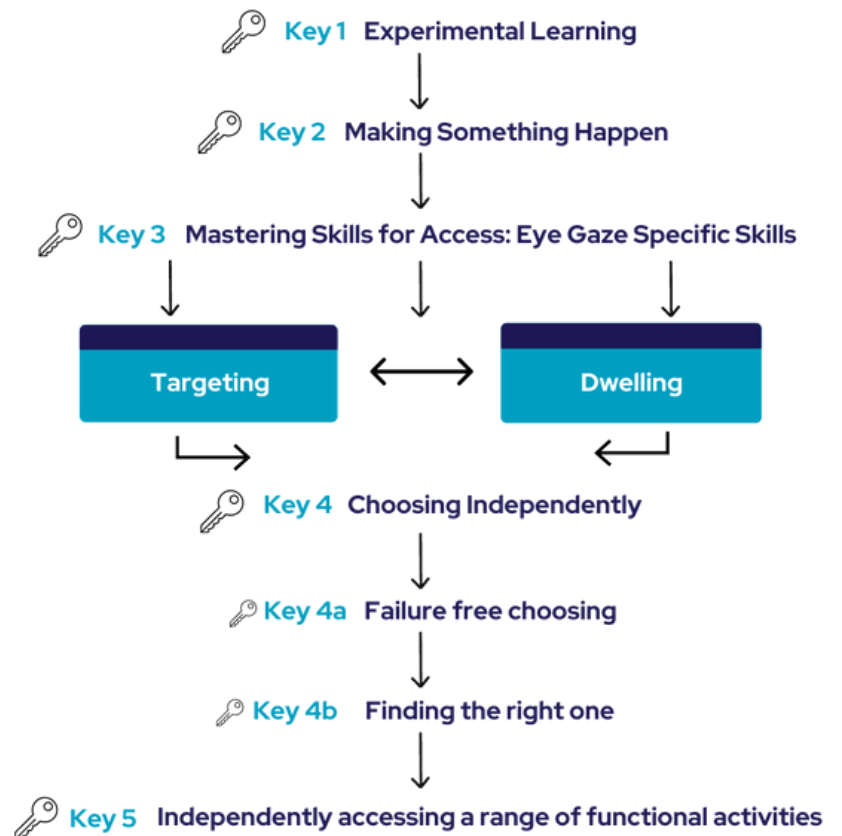 Key 1 Experimental Learning
Key 2 Making Something Happen
Key 3 Mastering Skills for Access: Eye Gaze Specific Skills
Targeting Dwelling
Key 4 Choosing Independently
Key 4a Failure free choosing
Key 4b Finding the right one
Key 5 Independently accessing a range of functional activities